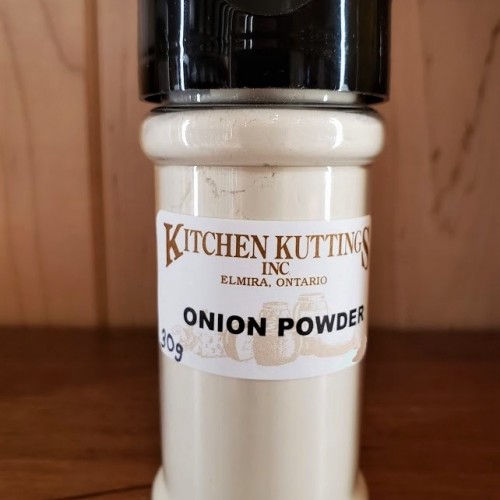 KITCHEN KUTTINGS
INC
ELMIRA, ONTARIO
ONION POWDER
30g